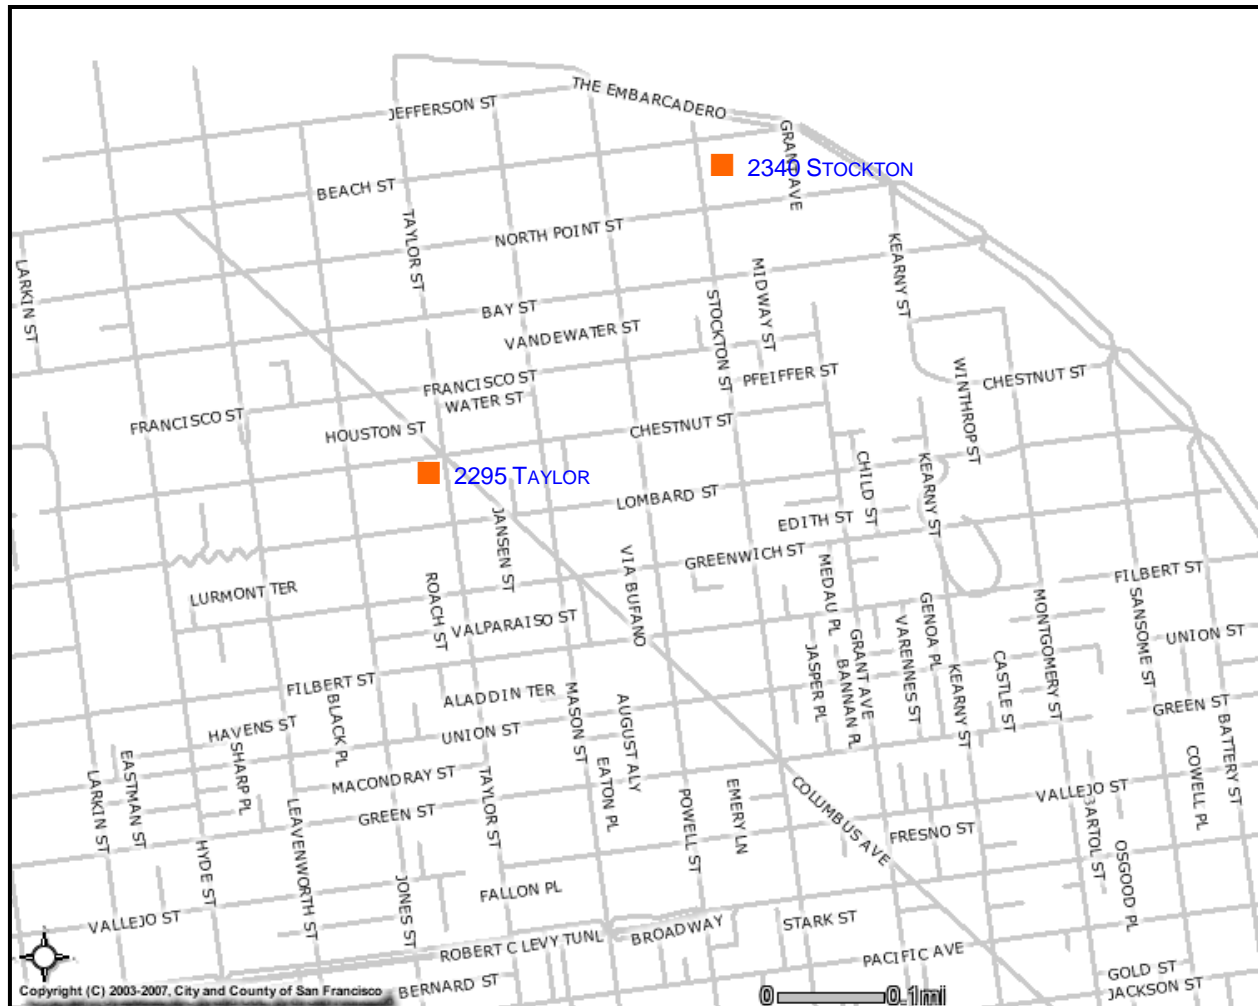 THE EMBARCADERO
JEFFERSON ST
GRANT AVE
2340 STOCKTON
BEACH ST
TAYLOR ST
NORTH POINT ST
KEARNY ST
LARKIN ST
MIDWAY ST
BAY ST
STOCKTON ST
VANDEWATER ST
FRANCISCO ST
PFEIFFER ST
WINTHROP ST
CHESTNUT ST
WATER ST
FRANCISCO ST
HOUSTON ST
CHESTNUT ST
2295 TAYLOR
CHILD ST
KEARNY ST
LOMBARD ST
JANSEN ST
EDITH ST
GREENWICH ST
VIA BUFANO
MEDAU PL
FILBERT ST
LURMONT TER
ROACH ST
VALPARAISO ST
GENOA PL
MONTGOMERY ST
SANSOME ST
UNION ST
VARENNES ST
GRANT AVE
JASPER PL
BANNAN PL
KEARNY ST
CASTLE ST
FILBERT ST
ALADDIN TER
MASON ST
AUGUST ALY
GREEN ST
BLACK PL
HAVENS ST
UNION ST
BATTERY ST
SHARP PL
EASTMAN ST
LARKIN ST
MACONDRAY ST
TAYLOR ST
EATON PL
POWELL ST
EMERY LN
COLUMBUS AVE
VALLEJO ST
COWELL PL
GREEN ST
LEAVENWORTH ST
FRESNO ST
BARTOL ST
OSGOOD PL
HYDE ST
JONES ST
FALLON PL
VALLEJO ST
STARK ST
BROADWAY
ROBERT C LEVY TUNL
PACIFIC AVE
GOLD ST
JACKSON ST
BERNARD ST
Copyright (C) 2003-2007, City and County of San Francisco
0 0.1mi